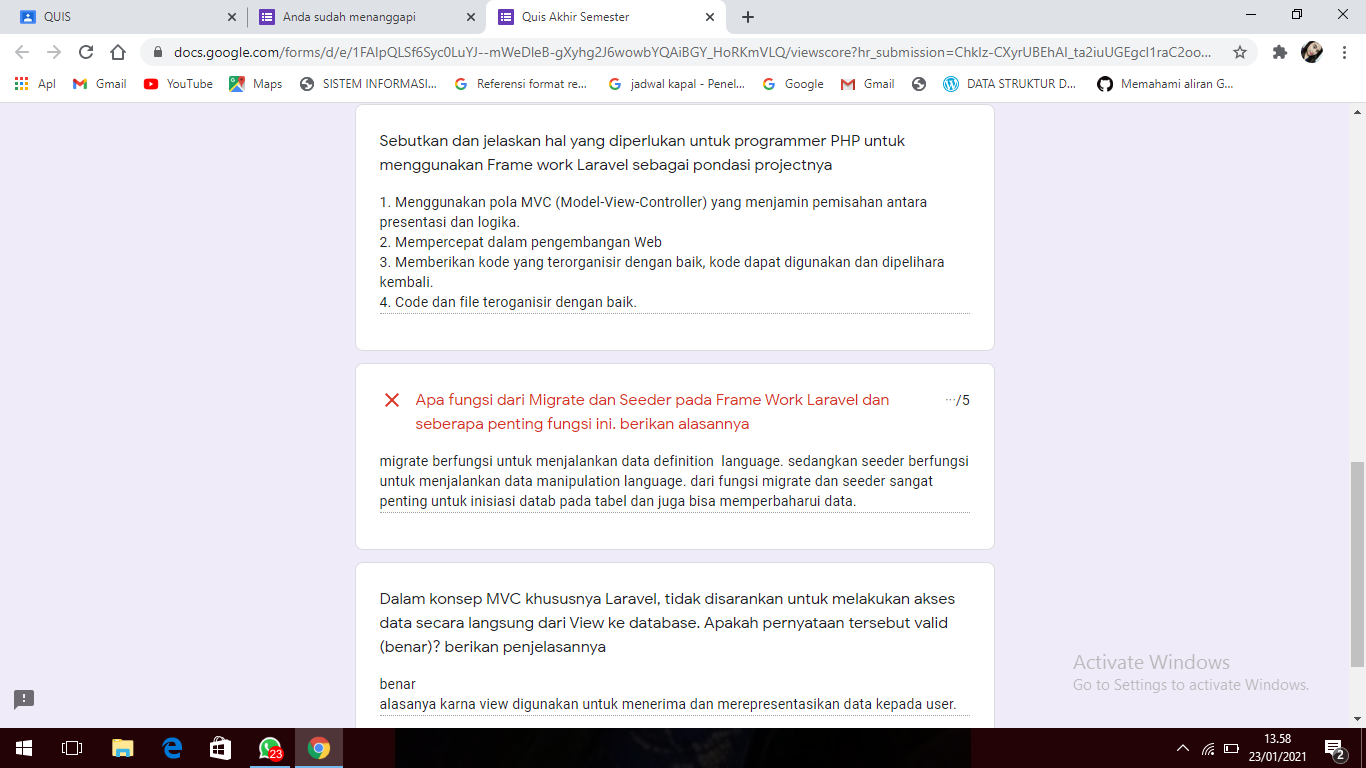 QUIS
Anda sudah menanggapi
Quis Akhir Semester
docs.google.com/forms/d/e/1FAIpQLSf6Syc0LuYJ--mWeDleB-gXyhg2J6wowbYQAiBGY_HoRKmVLQ/viewscore?hr_submission=ChkIz-CXyrUBEhAI_ta2iuUGEgcI1raC2oo...
Apl
Gmail
YouTube
Maps
SISTEM INFORMASI...
Referensi format re...
jadwal kapal - Penel...
Google
Gmail
DATA STRUKTUR D...
Memahami aliran G...
Sebutkan dan jelaskan hal yang diperlukan untuk programmer PHP untuk
menggunakan Frame work Laravel sebagai pondasi projectnya
1. Menggunakan pola MVC (Model-View-Controller) yang menjamin pemisahan antara
presentasi dan logika.
2. Mempercepat dalam pengembangan Web
3. Memberikan kode yang terorganisir dengan baik, kode dapat digunakan dan dipelihara
kembali.
4. Code dan file teroganisir dengan baik.
Apa fungsi dari Migrate dan Seeder pada Frame Work Laravel dan
seberapa penting fungsi ini. berikan alasannya
···/5
migrate berfungsi untuk menjalankan data definition  language. sedangkan seeder berfungsi
untuk menjalankan data manipulation language. dari fungsi migrate dan seeder sangat
penting untuk inisiasi datab pada tabel dan juga bisa memperbaharui data.
Dalam konsep MVC khususnya Laravel, tidak disarankan untuk melakukan akses
data secara langsung dari View ke database. Apakah pernyataan tersebut valid
(benar)? berikan penjelasannya
benar
alasanya karna view digunakan untuk menerima dan merepresentasikan data kepada user.
Activate Windows
Go to Settings to activate Windows.
23
13.58
23/01/2021
2